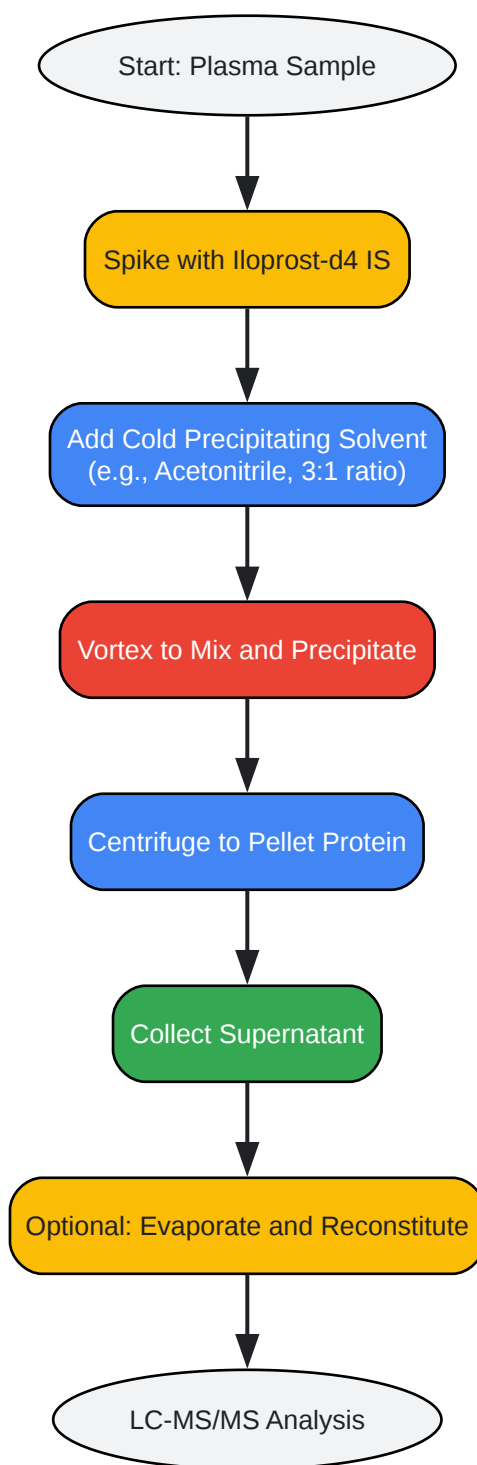 Start: Plasma Sample
Spike with Iloprost-d4 IS
Add Cold Precipitating Solvent
(e.g., Acetonitrile, 3:1 ratio)
Vortex to Mix and Precipitate
Centrifuge to Pellet Protein
Collect Supernatant
Optional: Evaporate and Reconstitute
LC-MS/MS Analysis